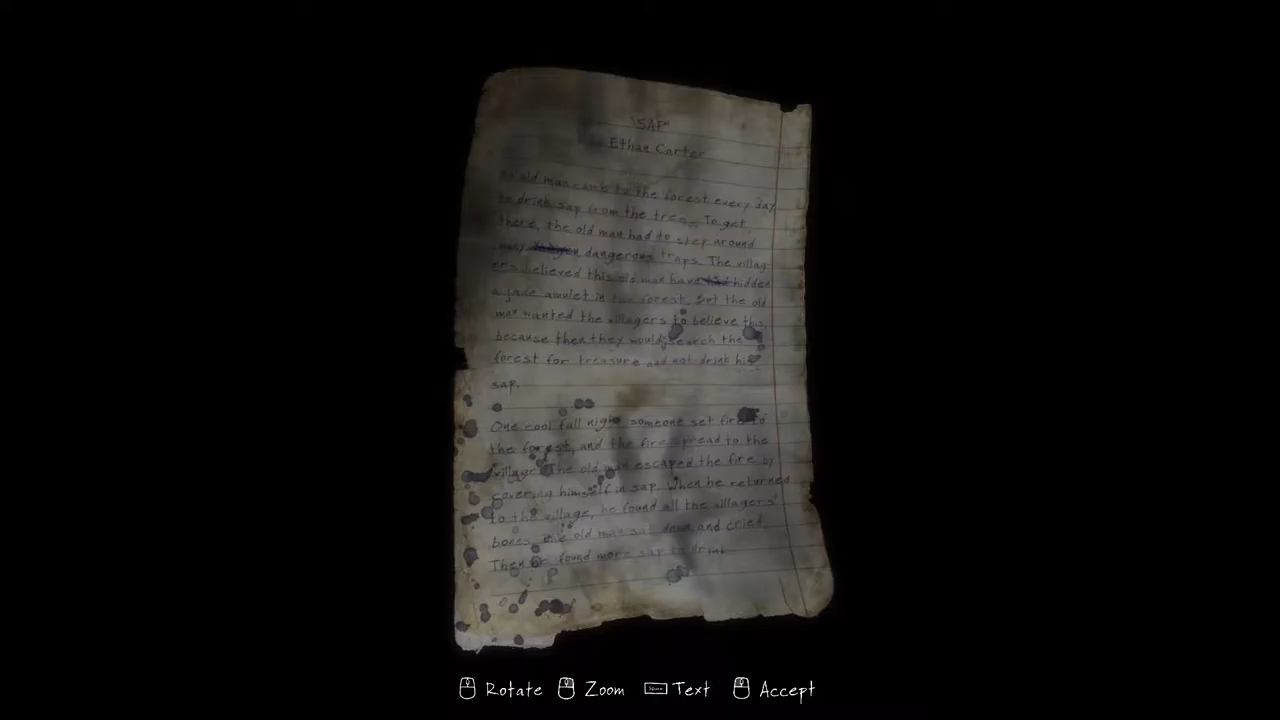 "SAP"
Ethan Carter
old man came to the forest every day
to drink sap from the trees. To get
there, the old man had to step around
many dangerous traps. The villag-
ers believed this old man have hidden
a jade amulet in the forest. But the old
man wanted the villagers to believe this,
because then they would search the
forest for treasure and not drink his
sap.
One cool fall night someone set fire to
the forest, and the fire spread to the
village. The old man escaped the fire by
covering himself in sap. When he returned
to the village, he found all the villagers'
bones. The old man sat down and cried.
Then he found more sap to drink
Rotate
Zoom
Space
Text
Accept